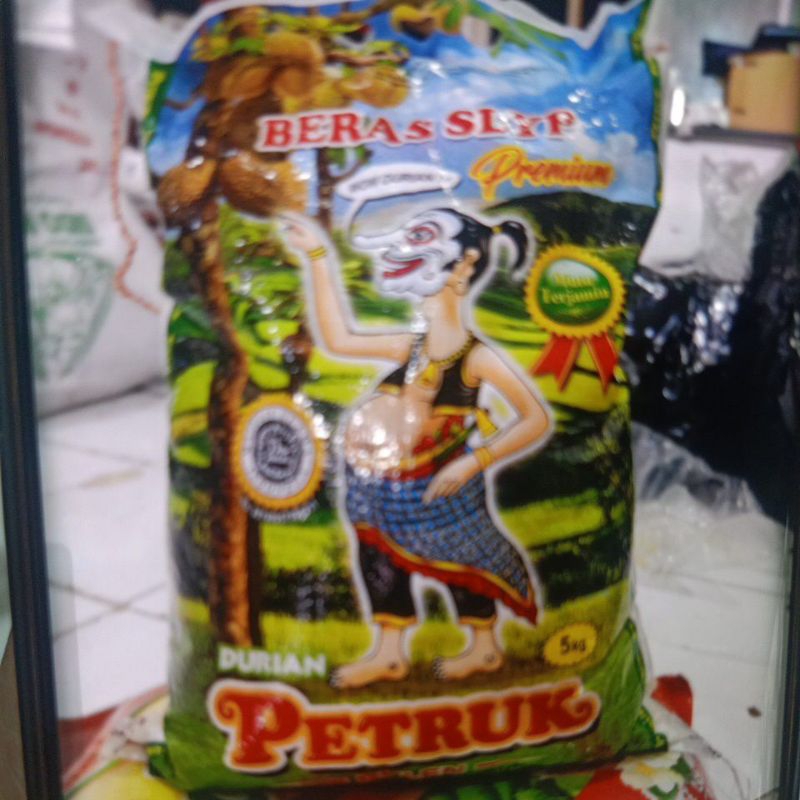 BERAS SLYP
Premium
Mutu
Terjamin
5KG
DURIAN
PETRUK